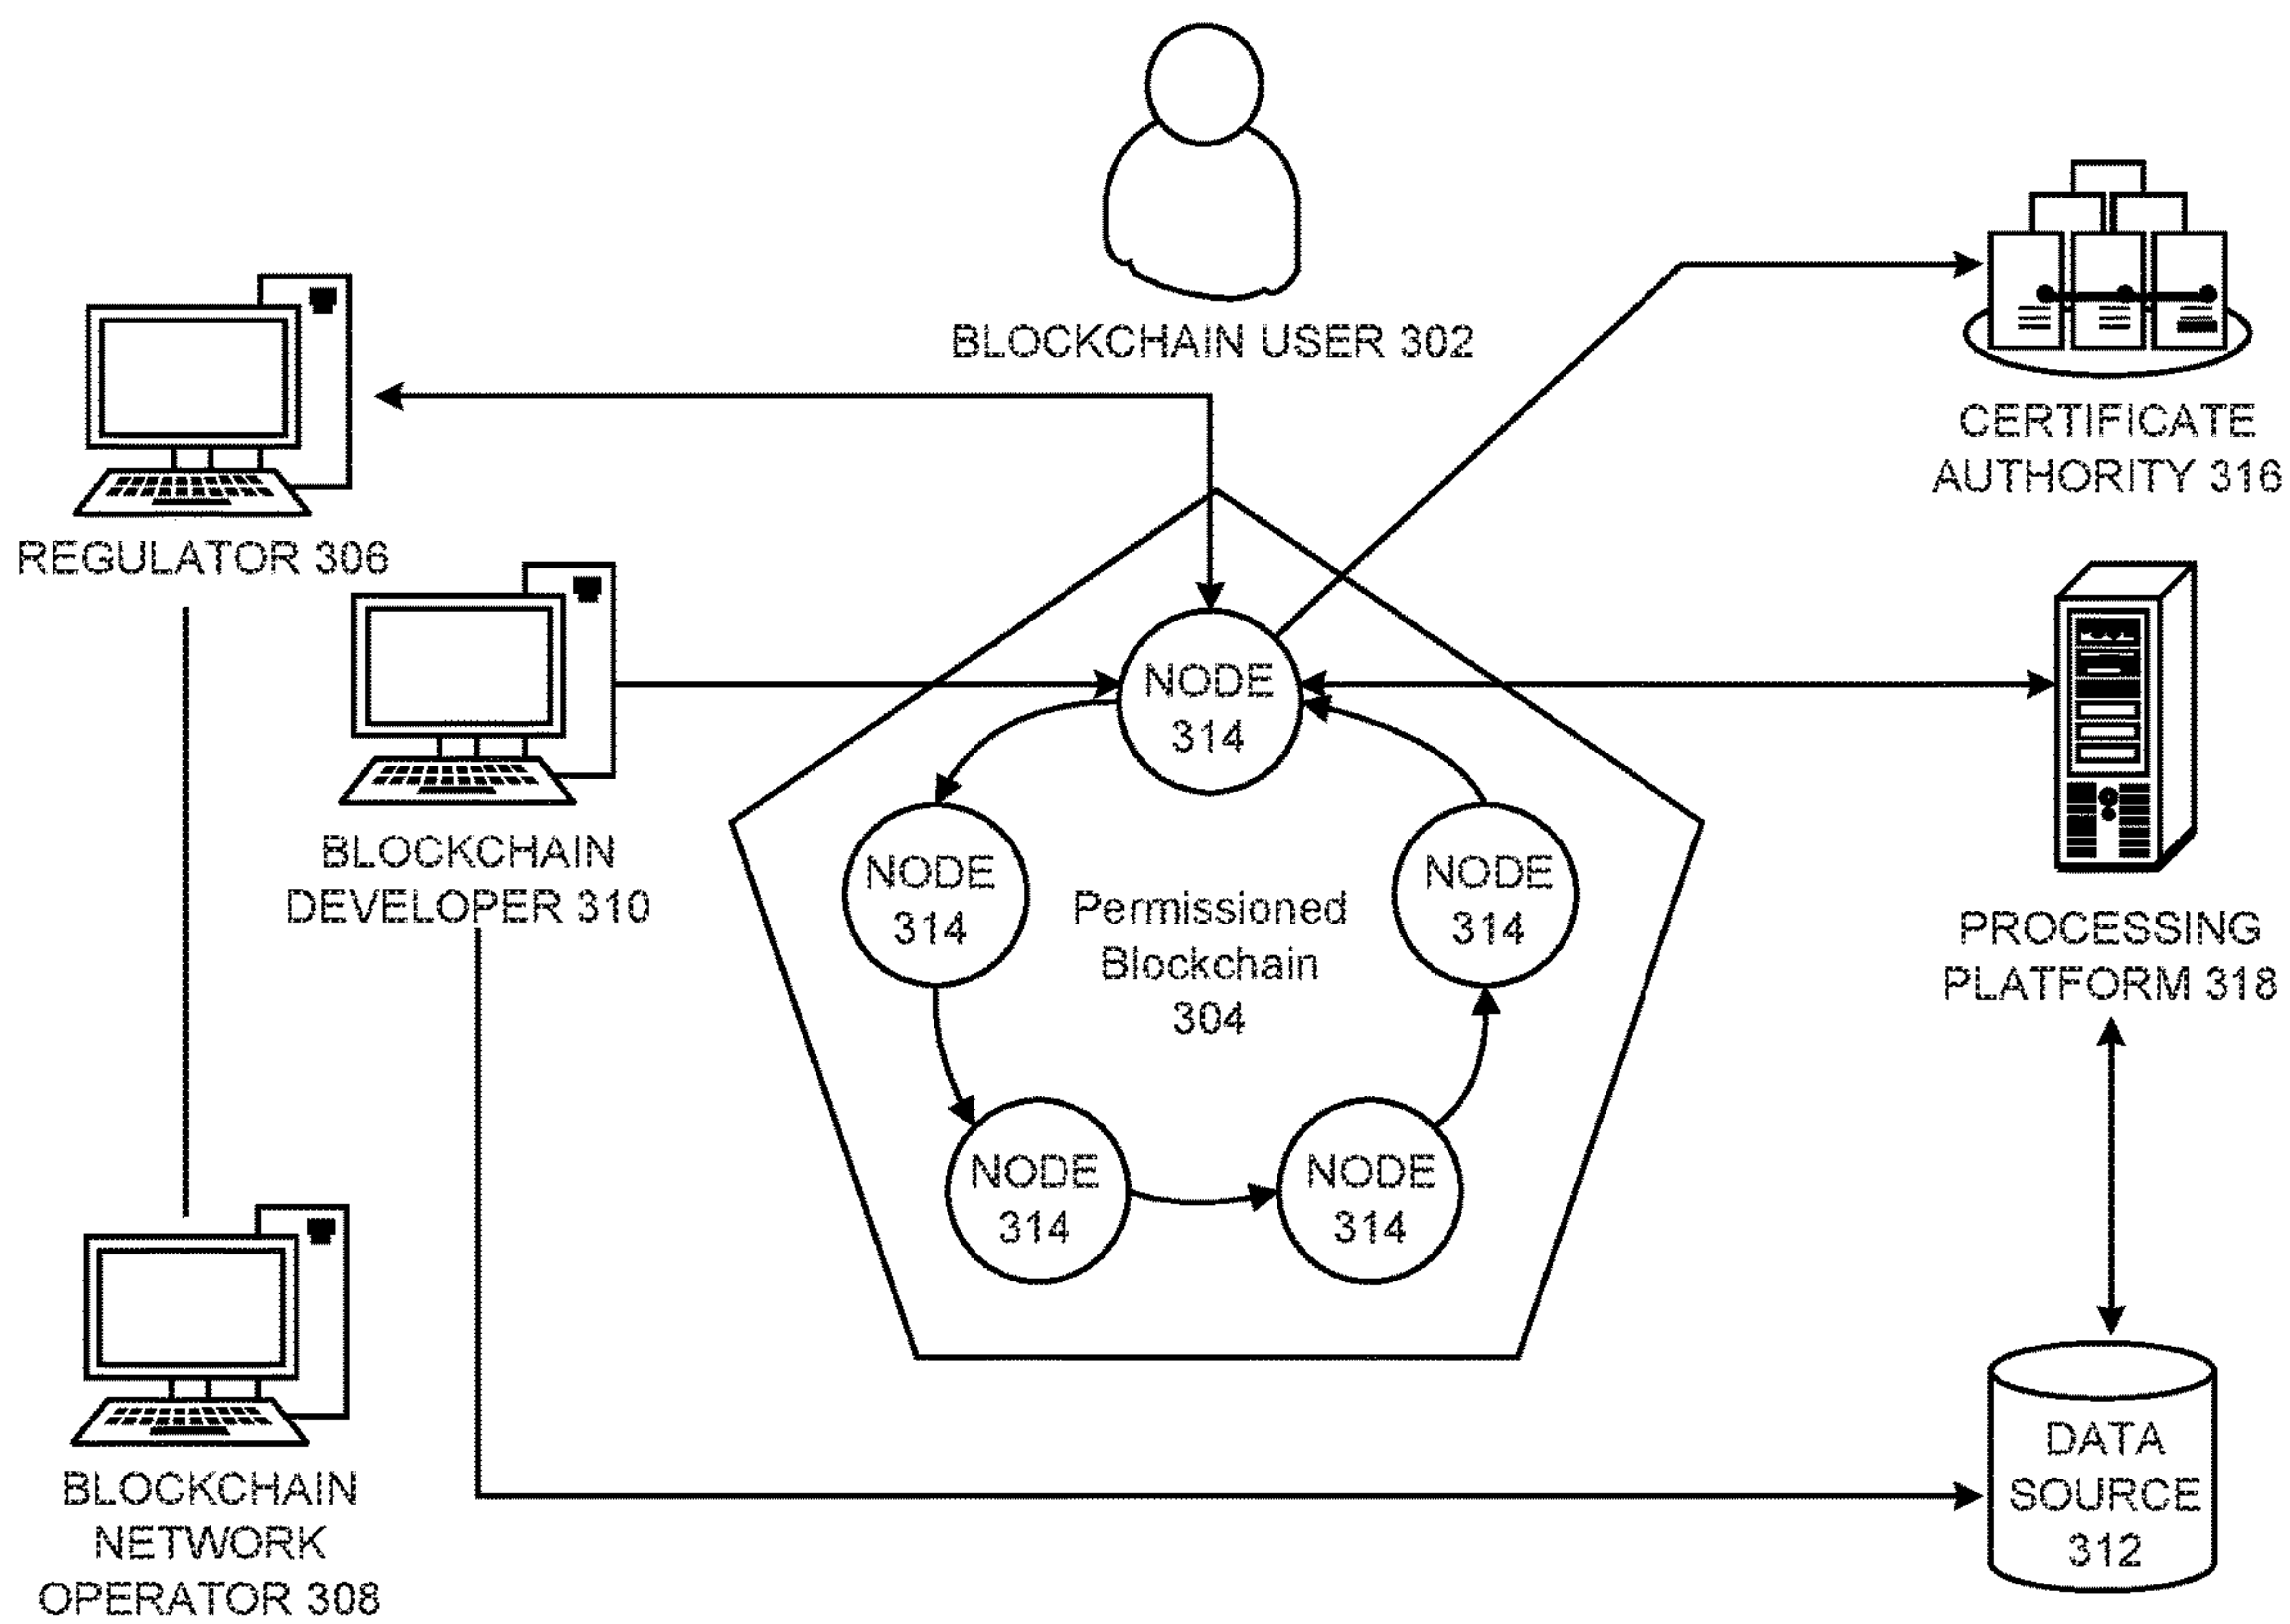 BLOCKCHAIN USER 302
CERTIFICATE
AUTHORITY 316
REGULATOR 306
NODE
314
BLOCKCHAIN
DEVELOPER 310
NODE
314
Permissioned
Blockchain
304
NODE
314
PROCESSING
PLATFORM 318
NODE
314
NODE
314
BLOCKCHAIN
NETWORK
OPERATOR 308
DATA
SOURCE
312